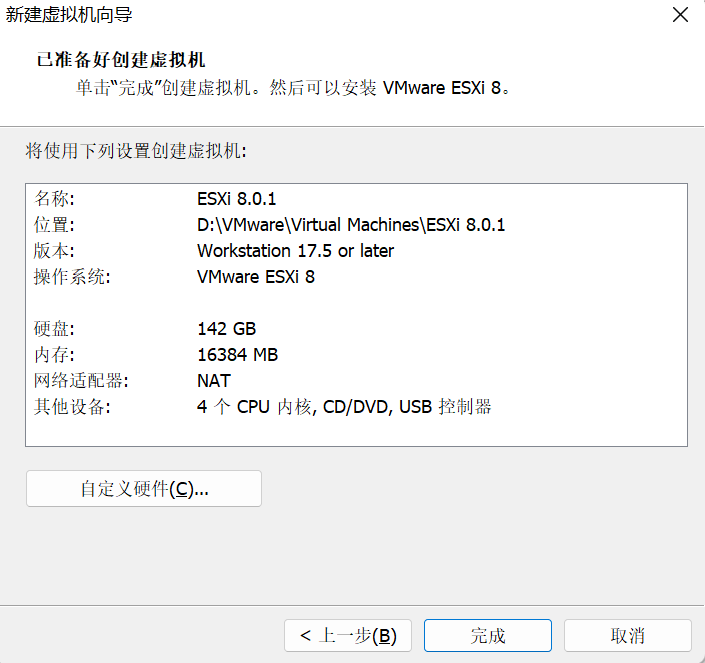 新建虚拟机向导
已准备好创建虚拟机
单击“完成”创建虚拟机。然后可以安装 VMware ESXi 8。
将使用下列设置创建虚拟机:
名称: ESXi 8.0.1
位置: D:\VMware\Virtual Machines\ESXi 8.0.1
版本: Workstation 17.5 or later
操作系统: VMware ESXi 8
硬盘: 142 GB
内存: 16384 MB
网络适配器: NAT
其他设备: 4 个 CPU 内核, CD/DVD, USB 控制器
自定义硬件(C)...
< 上一步(B) 完成 取消